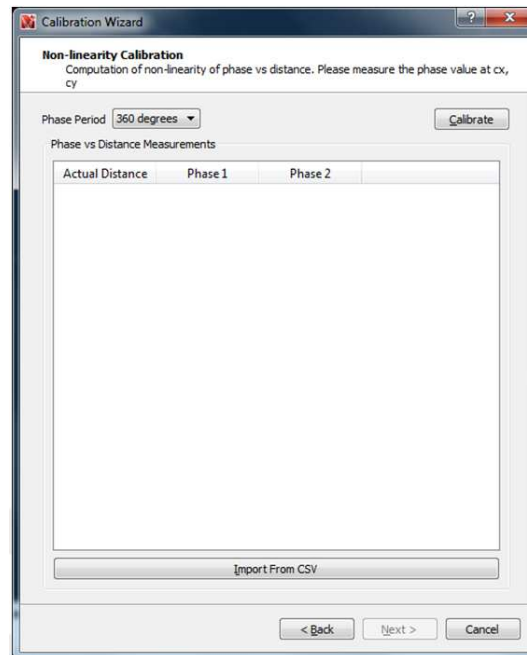 Calibration Wizard
?
X
Non-linearity Calibration
Computation of non-linearity of phase vs distance. Please measure the phase value at cx,
cy
Phase Period 360 degrees Calibrate
Phase vs Distance Measurements
Actual Distance Phase 1 Phase 2
Import From CSV
< Back Next > Cancel